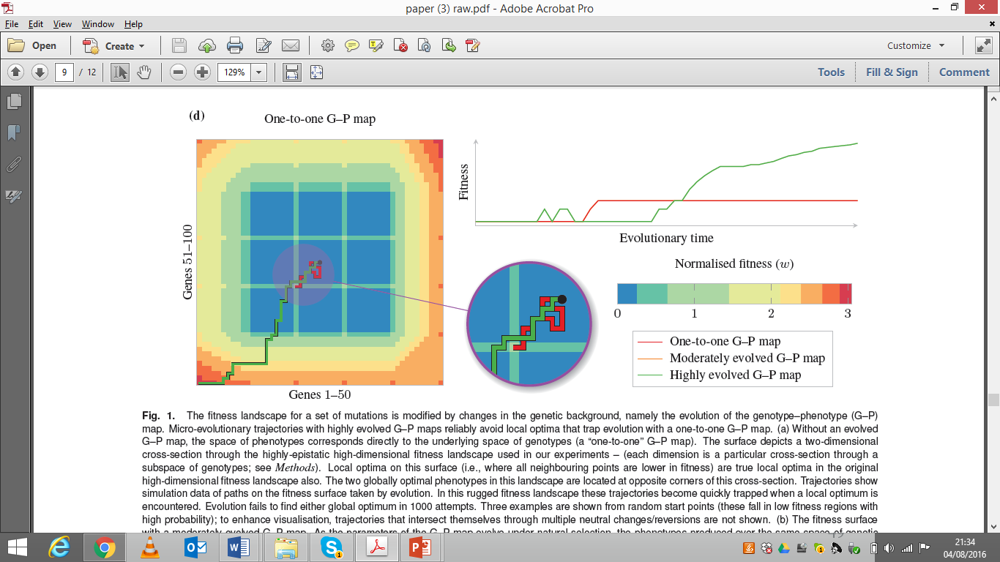 paper (3) raw.pdf - Adobe Acrobat Pro
File Edit View Window Help
Open Create Customize
9 / 12 129% Tools Fill & Sign Comment
(d) One-to-one G–P map
Genes 51–100
Genes 1–50
Fitness
Evolutionary time
Normalised fitness (w)
0 1 2 3
One-to-one G–P map
Moderately evolved G–P map
Highly evolved G–P map
Fig. 1. The fitness landscape for a set of mutations is modified by changes in the genetic background, namely the evolution of the genotype–phenotype (G–P)
map. Micro-evolutionary trajectories with highly evolved G–P maps reliably avoid local optima that trap evolution with a one-to-one G–P map. (a) Without an evolved
G–P map, the space of phenotypes corresponds directly to the underlying space of genotypes (a “one-to-one” G–P map). The surface depicts a two-dimensional
cross-section through the highly-epistatic high-dimensional fitness landscape used in our experiments – (each dimension is a particular cross-section through a
subspace of genotypes; see Methods). Local optima on this surface (i.e., where all neighbouring points are lower in fitness) are true local optima in the original
high-dimensional fitness landscape also. The two globally optimal phenotypes in this landscape are located at opposite corners of this cross-section. Trajectories show
simulation data of paths on the fitness surface taken by evolution. In this rugged fitness landscape these trajectories become quickly trapped when a local optimum is
encountered. Evolution fails to find either global optimum in 1000 attempts. Three examples are shown from random start points (these fall in low fitness regions with
high probability); to enhance visualisation, trajectories that intersect themselves through multiple neutral changes/reversions are not shown. (b) The fitness surface
with a moderately evolved G–P map. As the parameters of the G–P map evolve under natural selection, the phenotypes produced over the same space of genetic
21:34
04/08/2016